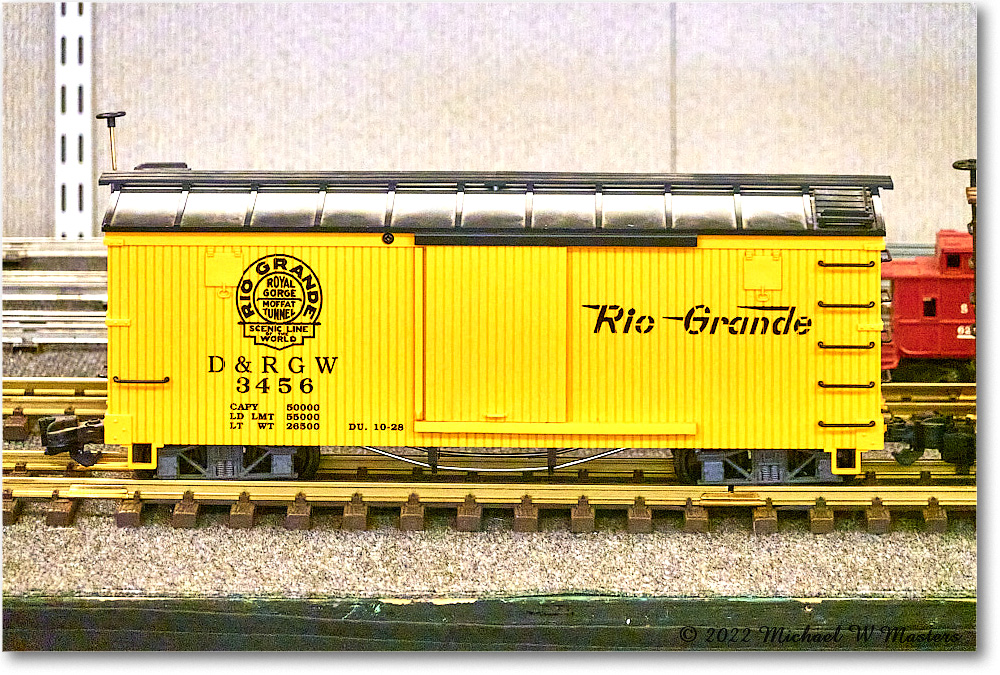 RIO GRANDE
ROYAL
GORGE
MOFFAT
TUNNEL
SCENIC LINE
OF THE
WORLD
D & R G W
3456
CAPY 50000
LD LMT 55000
LT WT 26500
DU. 10-28
Rio Grande
S
62
© 2022 Michael W Masters